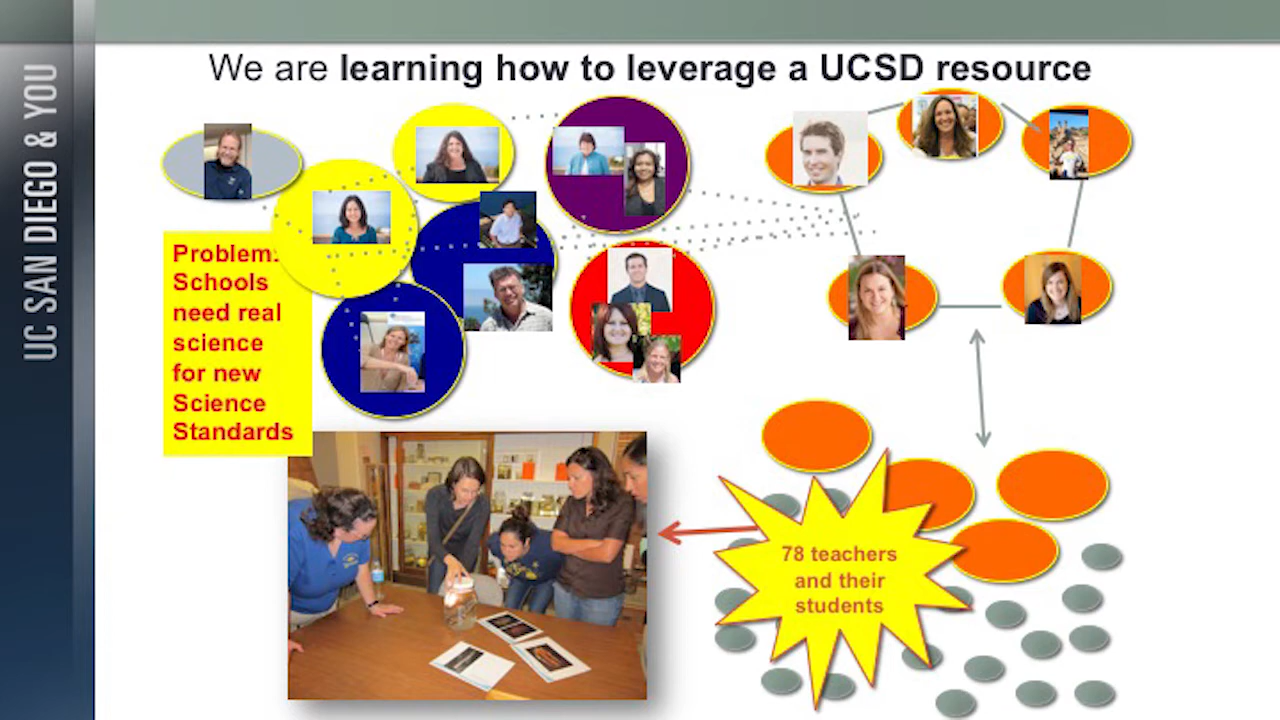 We are learning how to leverage a UCSD resource
UC SAN DIEGO & YOU
Problem:
Schools
need real
science
for new
Science
Standards
78 teachers
and their
students